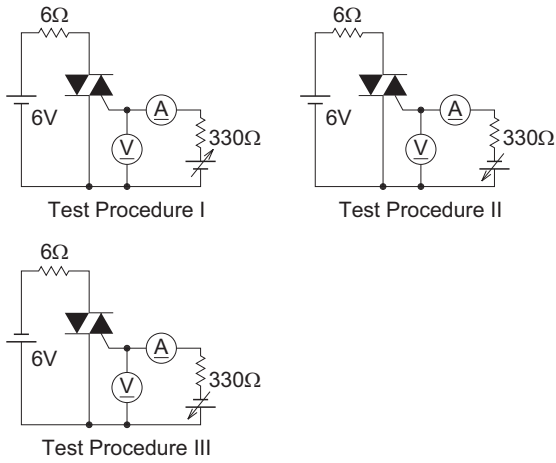 6Ω
6V
A
V
330Ω
Test Procedure I
6Ω
6V
A
V
330Ω
Test Procedure II
6Ω
6V
A
V
330Ω
Test Procedure III